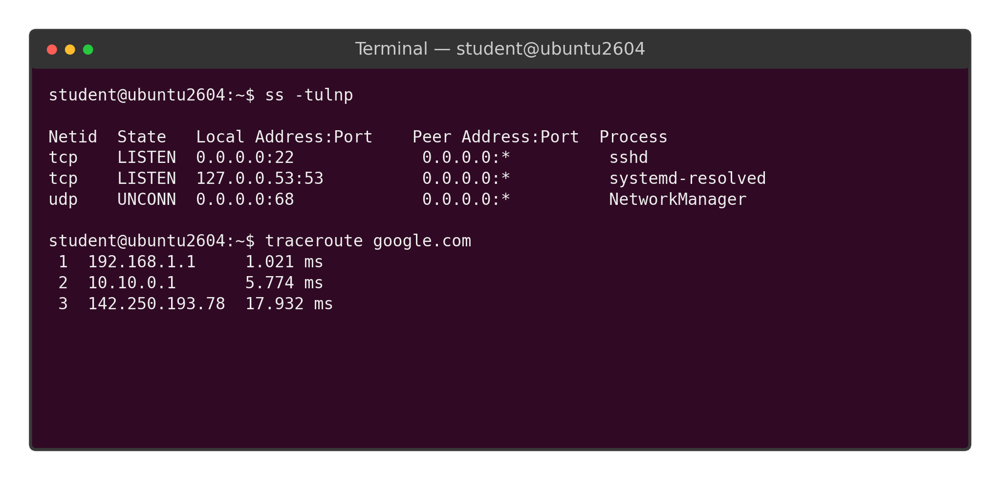 Terminal — student@ubuntu2604
student@ubuntu2604:~$ ss -tulnp
Netid  State   Local Address:Port    Peer Address:Port  Process
tcp    LISTEN  0.0.0.0:22             0.0.0.0:*          sshd
tcp    LISTEN  127.0.0.53:53          0.0.0.0:*          systemd-resolved
udp    UNCONN  0.0.0.0:68             0.0.0.0:*          NetworkManager
student@ubuntu2604:~$ traceroute google.com
 1  192.168.1.1     1.021 ms
 2  10.10.0.1       5.774 ms
 3  142.250.193.78  17.932 ms